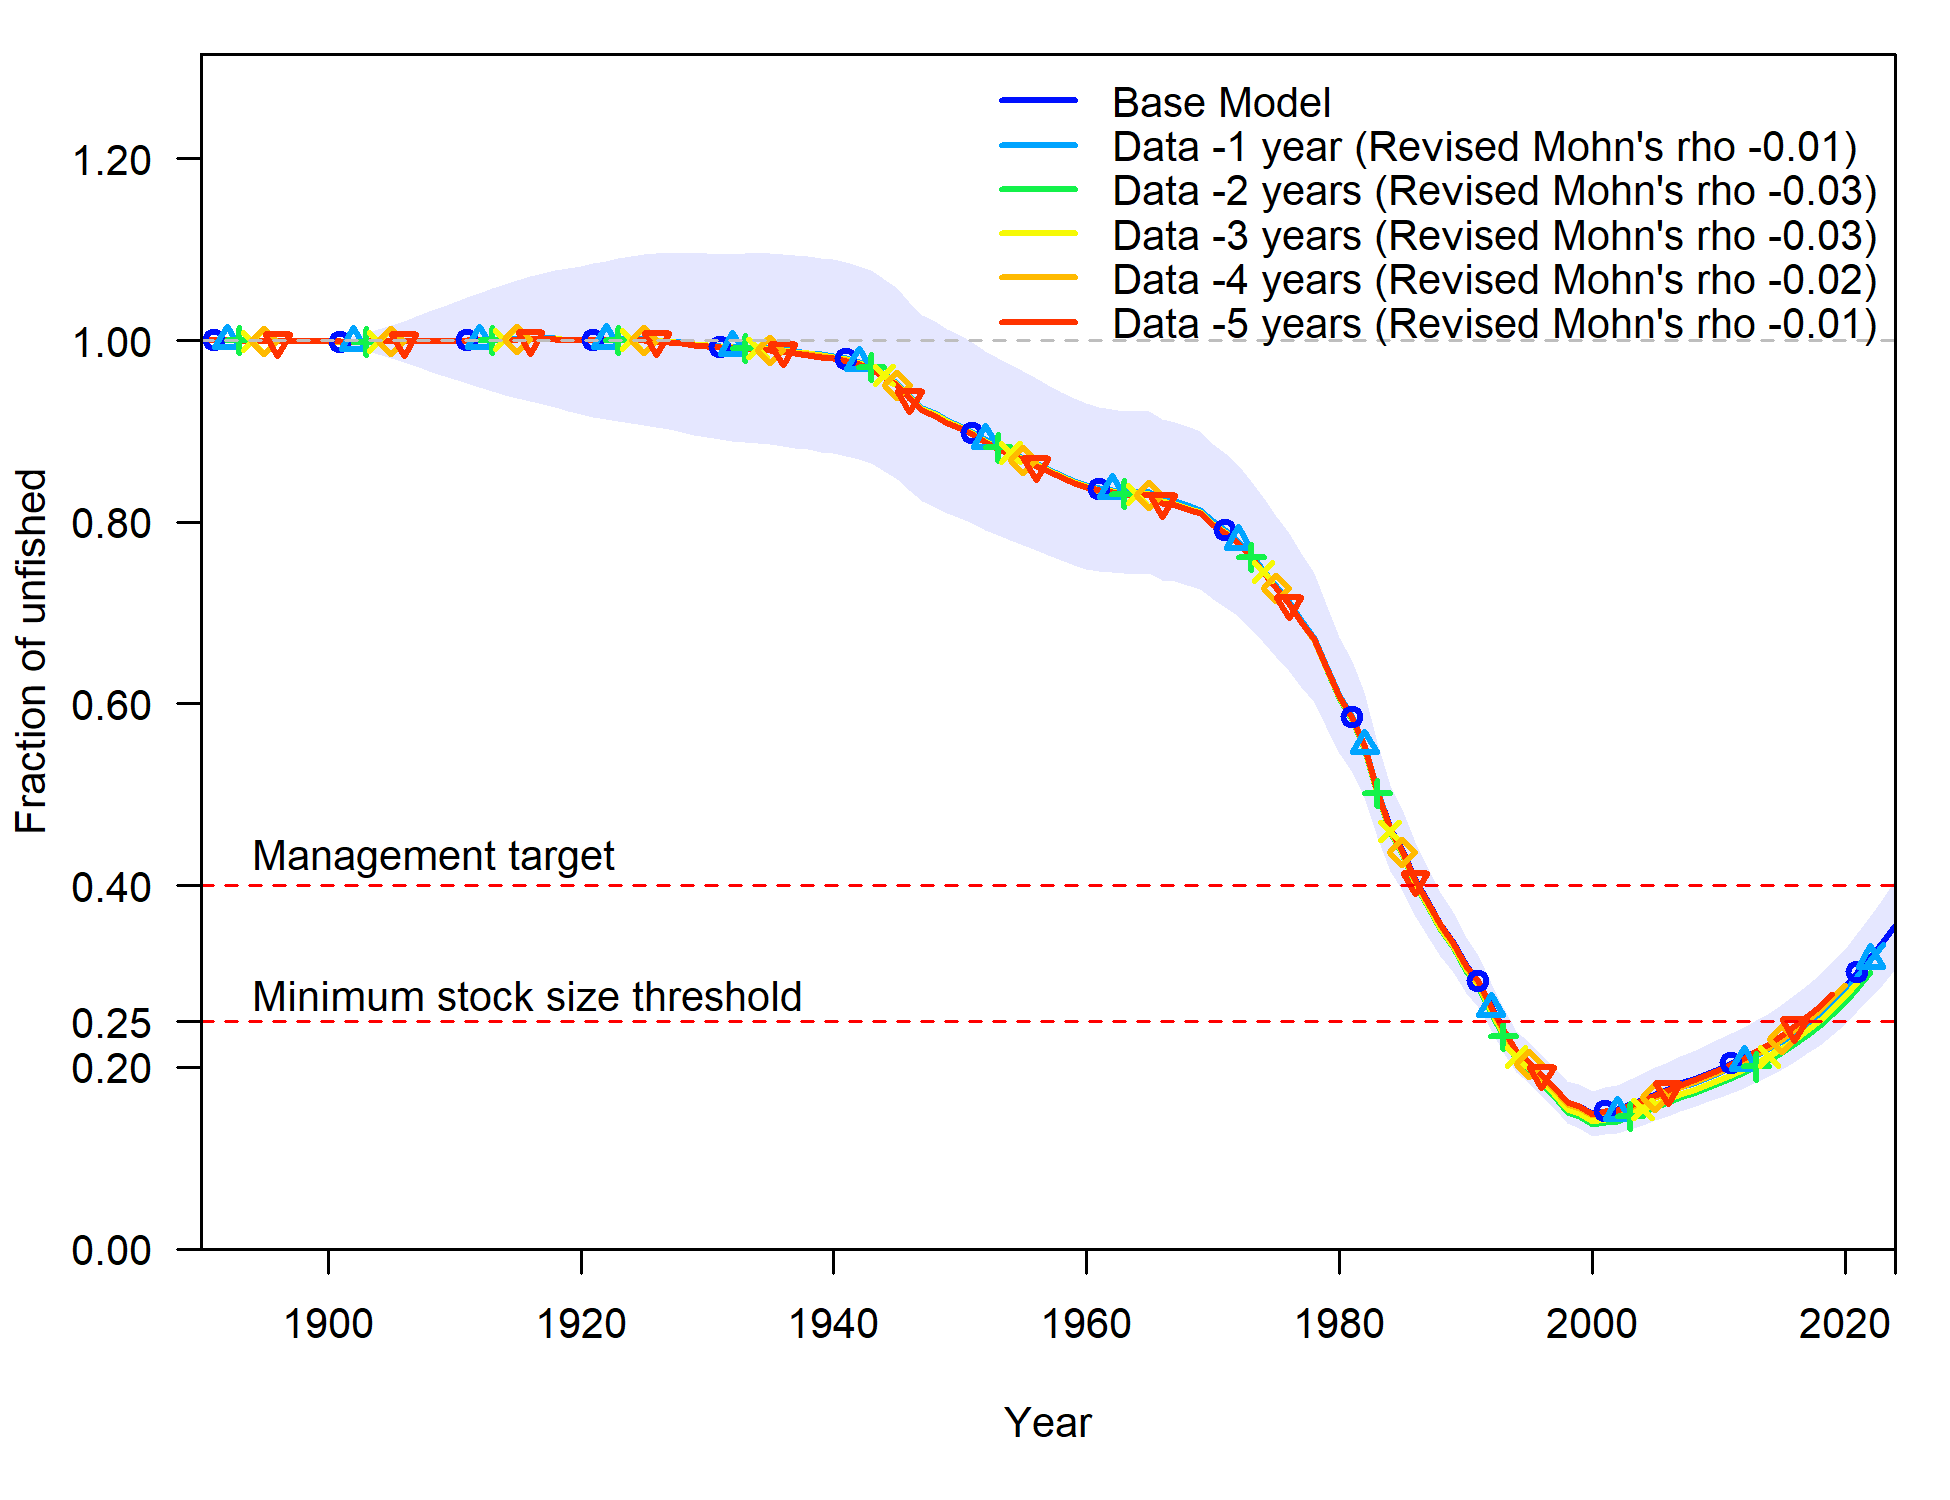 Base Model
Data -1 year (Revised Mohn's rho -0.01)
Data -2 years (Revised Mohn's rho -0.03)
Data -3 years (Revised Mohn's rho -0.03)
Data -4 years (Revised Mohn's rho -0.02)
Data -5 years (Revised Mohn's rho -0.01)
1.20
1.00
0.80
0.60
0.40
0.25
0.20
0.00
Fraction of unfished
Management target
Minimum stock size threshold
1900 1920 1940 1960 1980 2000 2020
Year